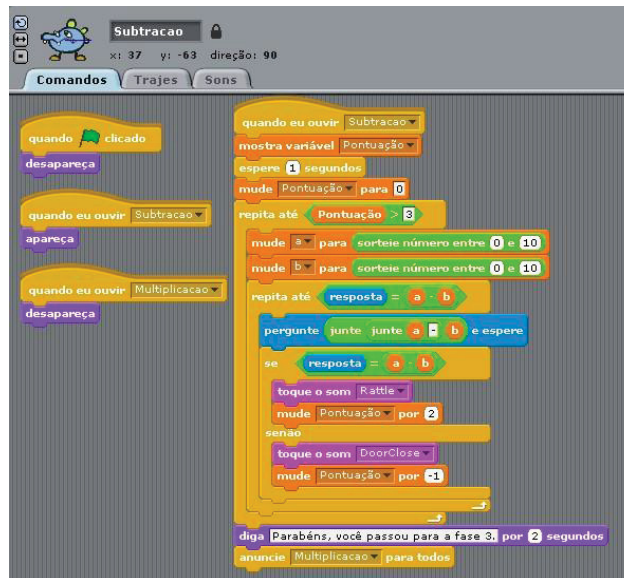 Subtracao
x: 37 y: -63 direção: 90
Comandos Trajes Sons
quando clicado
desapareça
quando eu ouvir Subtracao
apareça
quando eu ouvir Multiplicacao
desapareça
quando eu ouvir Subtracao
mostra variável Pontuação
espere 1 segundos
mude Pontuação para 0
repita até Pontuação > 3
mude a para sorteie número entre 0 e 10
mude b para sorteie número entre 0 e 10
repita até resposta = a - b
pergunte junte junte a - b e espere
se resposta = a - b
toque o som Rattle
mude Pontuação por 2
senão
toque o som DoorClose
mude Pontuação por -1
diga Parabéns, você passou para a fase 3. por 2 segundos
anuncie Multiplicacao para todos